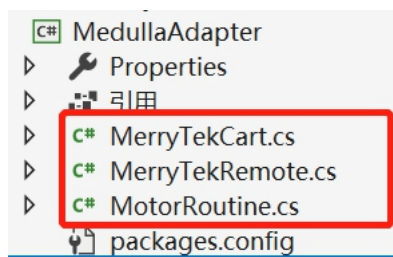 C# MedullaAdapter
Properties
引用
C# MerryTekCart.cs
C# MerryTekRemote.cs
C# MotorRoutine.cs
packages.config